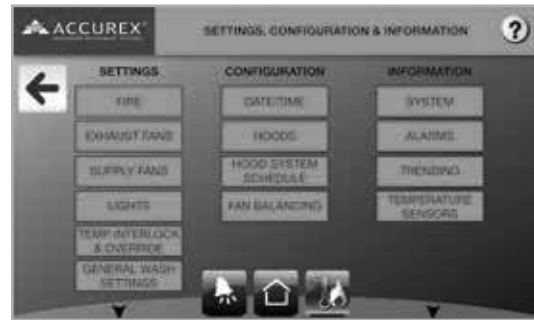 ACCUREX
SETTINGS, CONFIGURATION & INFORMATION
?
SETTINGS
CONFIGURATION
INFORMATION
FIRE
DATE/TIME
SYSTEM
EXHAUST FANS
HOODS
ALARMS
SUPPLY FANS
HOOD SYSTEM
SCHEDULE
TRENDING
LIGHTS
FAN BALANCING
TEMPERATURE
SENSORS
TEMP INTERLOCK
& OVERRIDE
GENERAL WASH
SETTINGS